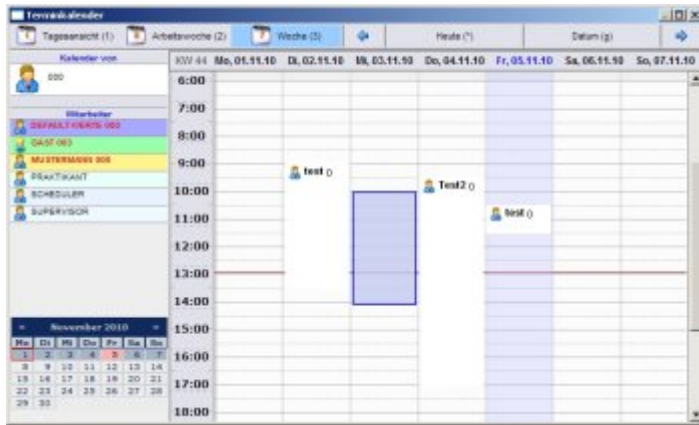 Terminkalender
Tagesansicht (1) Arbeitswoche (2) Woche (3) Heute (*) Datum (g)
Kalender von
000
Mitarbeiter
DEFAULT-WERTE 000
GAST 003
MUSTERMANN 005
PRAKTIKANT
SCHEDULER
SUPERVISOR
KW 44 Mo, 01.11.10 Di, 02.11.10 Mi, 03.11.10 Do, 04.11.10 Fr, 05.11.10 Sa, 06.11.10 So, 07.11.10
6:00
7:00
8:00
9:00
test ()
10:00
Test2 ()
11:00
test ()
12:00
13:00
14:00
15:00
16:00
17:00
18:00
« November 2010 »
Mo Di Mi Do Fr Sa So
1 2 3 4 5 6 7
8 9 10 11 12 13 14
15 16 17 18 19 20 21
22 23 24 25 26 27 28
29 30